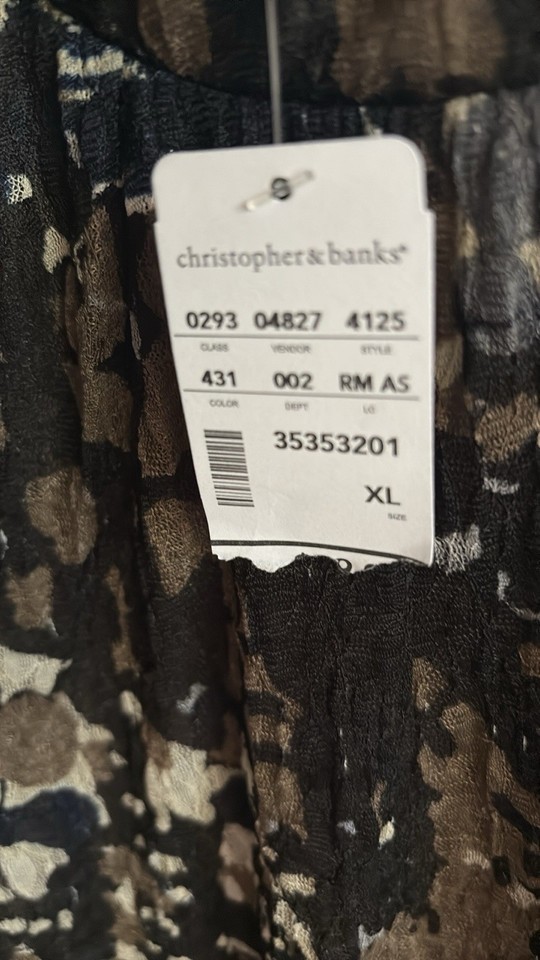 christopher & banks®
0293 04827 4125
CLASS VENDOR STYLE
431 002 RM AS
COLOR DEPT LC
35353201
XL
SIZE